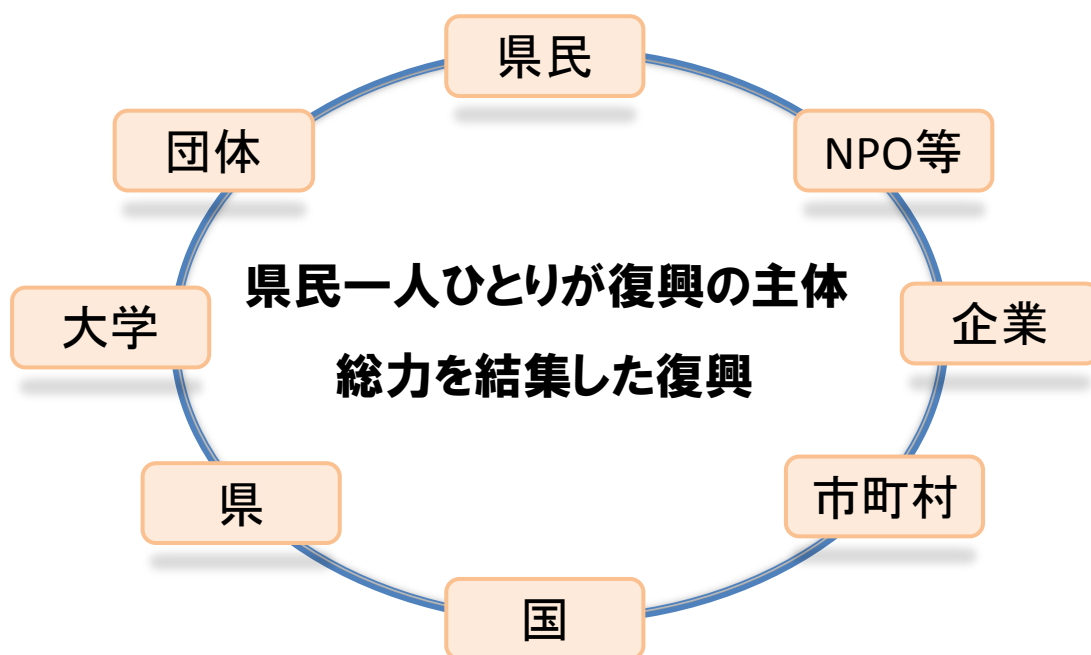 県民
団体
NPO等
県民一人ひとりが復興の主体
大学
企業
総力を結集した復興
県
市町村
国